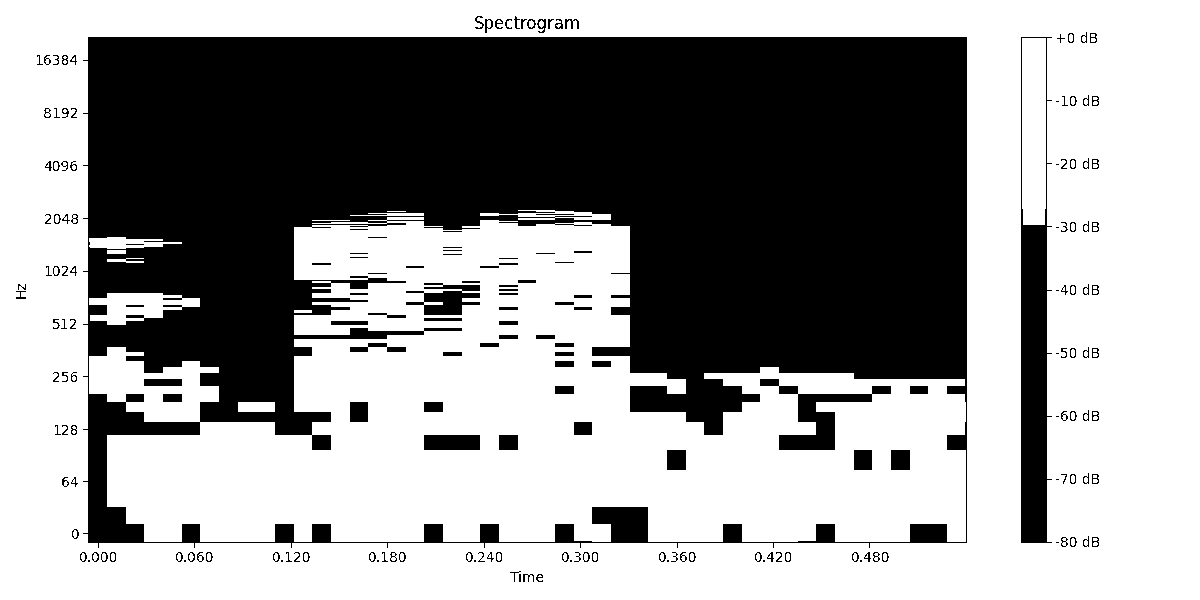 Spectrogram
16384
8192
4096
2048
1024
512
256
128
64
0
Hz
0.000 0.060 0.120 0.180 0.240 0.300 0.360 0.420 0.480
Time
+0 dB
-10 dB
-20 dB
-30 dB
-40 dB
-50 dB
-60 dB
-70 dB
-80 dB